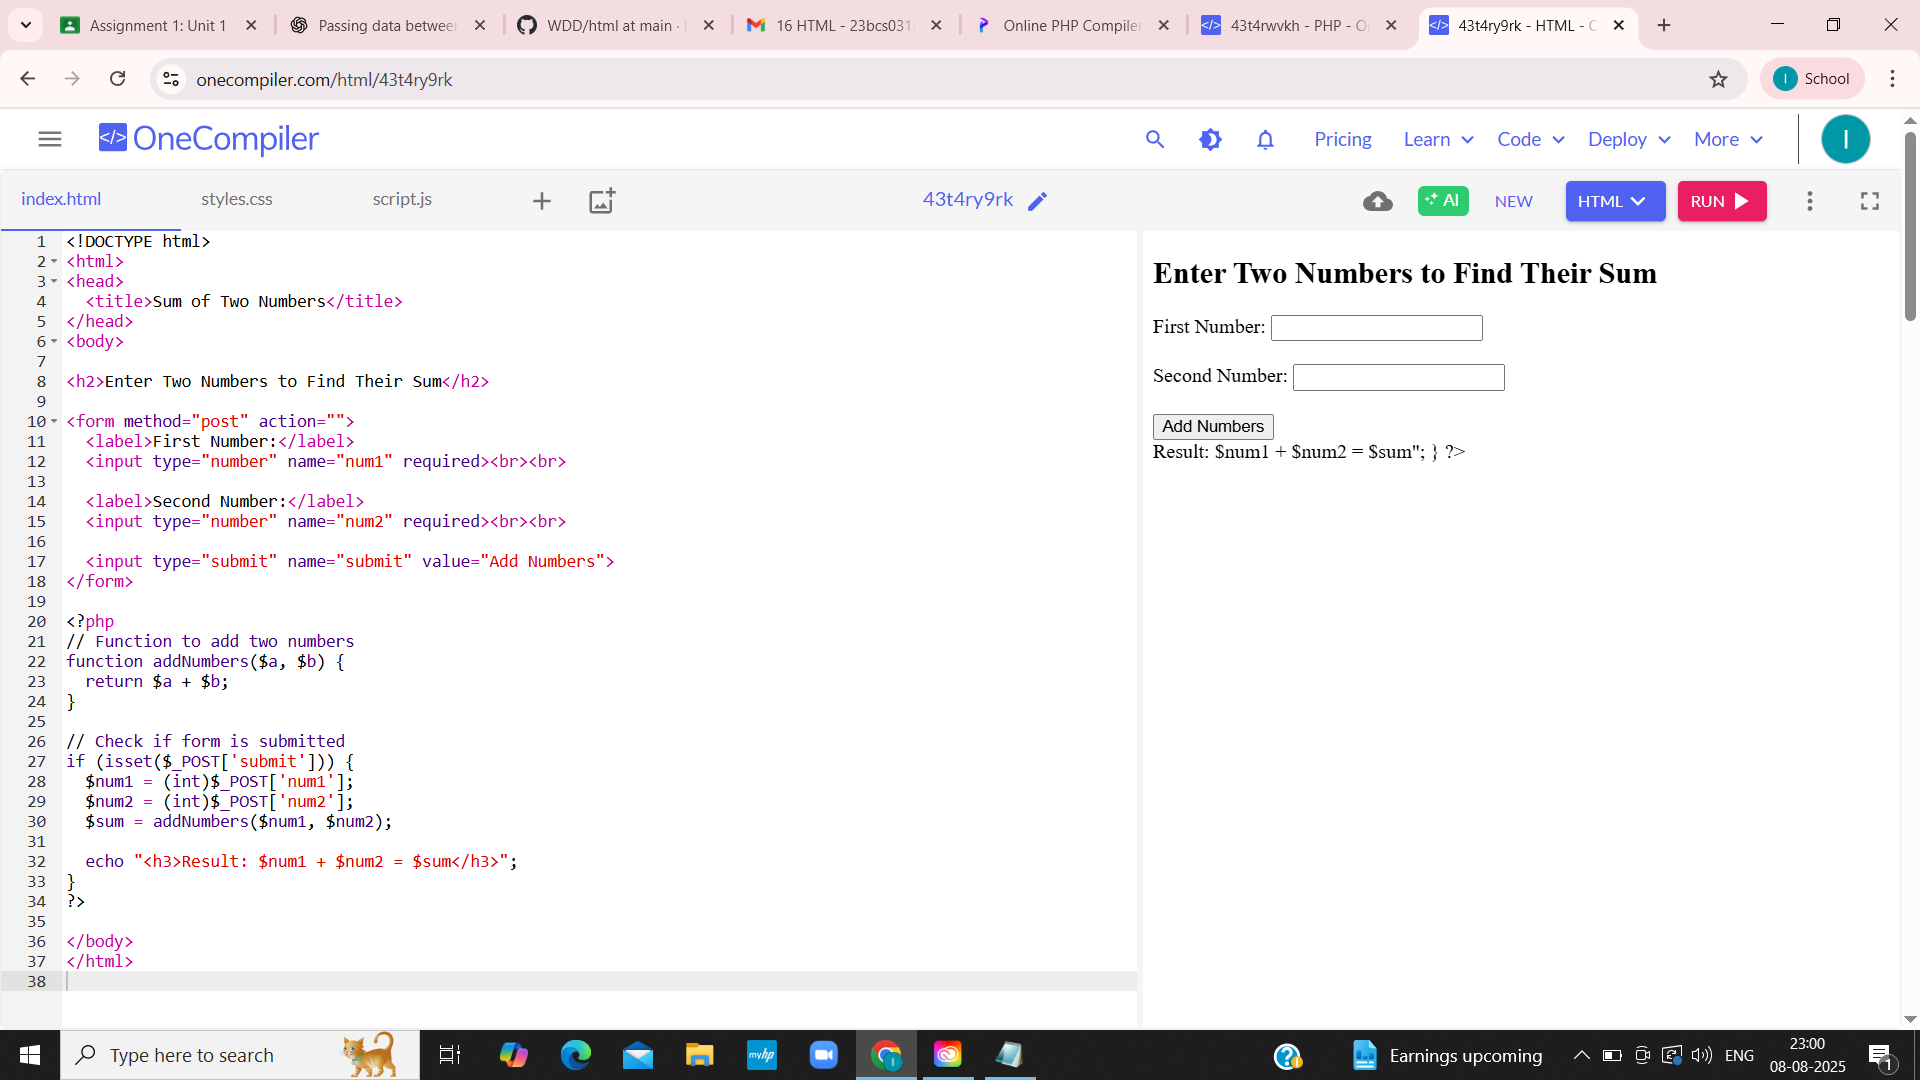 Assignment 1: Unit 1
Passing data between
WDD/html at main ·
16 HTML - 23bcs031
Online PHP Compiler
43t4rwvkh - PHP - O
43t4ry9rk - HTML - O
onecompiler.com/html/43t4ry9rk
I School
</> OneCompiler
Pricing Learn Code Deploy More I
index.html styles.css script.js
43t4ry9rk
AI NEW HTML RUN
1 <!DOCTYPE html>
2 <html>
3 <head>
4 <title>Sum of Two Numbers</title>
5 </head>
6 <body>
7
8 <h2>Enter Two Numbers to Find Their Sum</h2>
9
10 <form method="post" action="">
11 <label>First Number:</label>
12 <input type="number" name="num1" required><br><br>
13
14 <label>Second Number:</label>
15 <input type="number" name="num2" required><br><br>
16
17 <input type="submit" name="submit" value="Add Numbers">
18 </form>
19
20 <?php
21 // Function to add two numbers
22 function addNumbers($a, $b) {
23 return $a + $b;
24 }
25
26 // Check if form is submitted
27 if (isset($_POST['submit'])) {
28 $num1 = (int)$_POST['num1'];
29 $num2 = (int)$_POST['num2'];
30 $sum = addNumbers($num1, $num2);
31
32 echo "<h3>Result: $num1 + $num2 = $sum</h3>";
33 }
34 ?>
35
36 </body>
37 </html>
38
Enter Two Numbers to Find Their Sum
First Number:
Second Number:
Add Numbers
Result: $num1 + $num2 = $sum"; } ?>
Type here to search
myhp
Earnings upcoming
ENG
23:00
08-08-2025
1